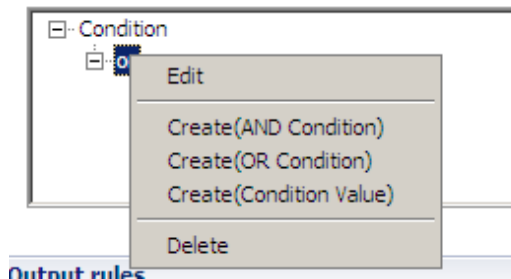 Condition
Edit
Create(AND Condition)
Create(OR Condition)
Create(Condition Value)
Delete
Output rules